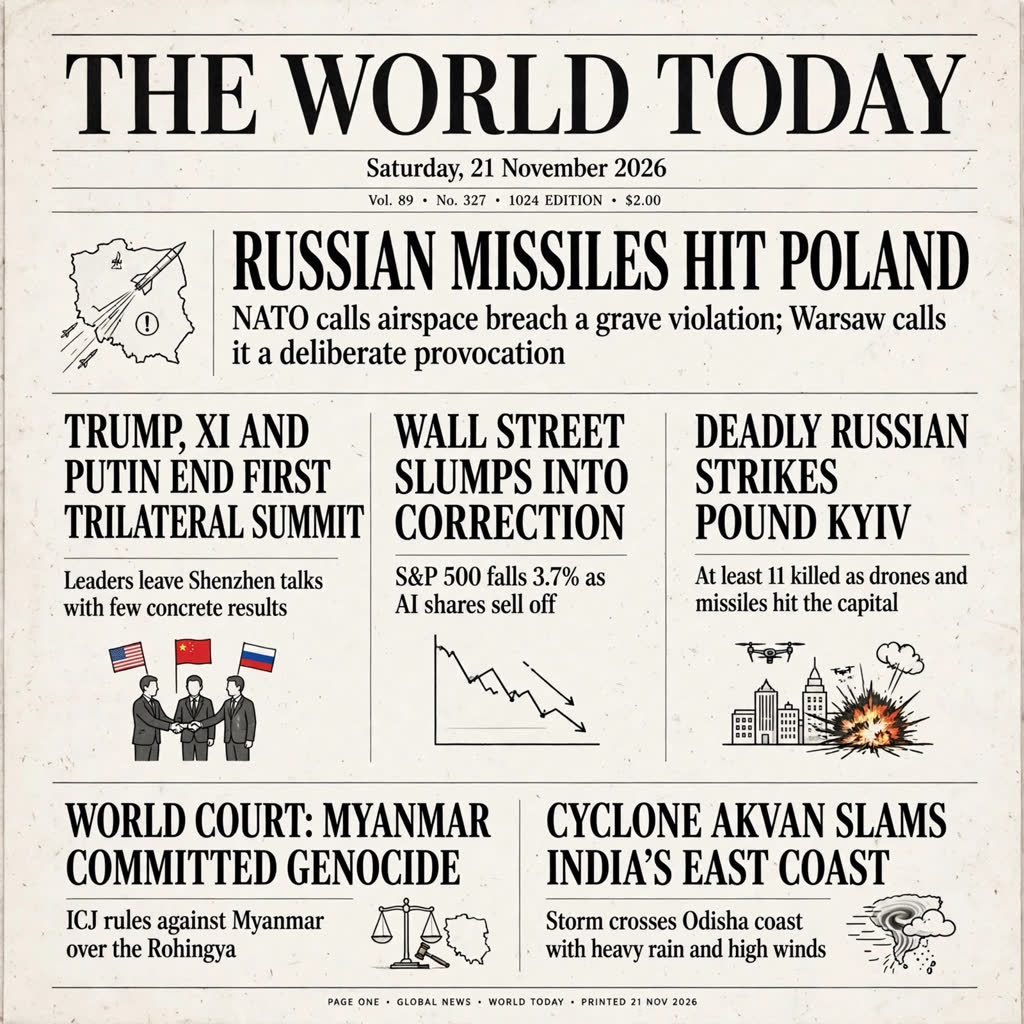 THE WORLD TODAY
Saturday, 21 November 2026
Vol. 89 • No. 327 • 1024 EDITION • $2.00
RUSSIAN MISSILES HIT POLAND
NATO calls airspace breach a grave violation; Warsaw calls
it a deliberate provocation
TRUMP, XI AND
PUTIN END FIRST
TRILATERAL SUMMIT
Leaders leave Shenzhen talks
with few concrete results
WALL STREET
SLUMPS INTO
CORRECTION
S&P 500 falls 3.7% as
AI shares sell off
DEADLY RUSSIAN
STRIKES
POUND KYIV
At least 11 killed as drones and
missiles hit the capital
WORLD COURT: MYANMAR
COMMITTED GENOCIDE
ICJ rules against Myanmar
over the Rohingya
CYCLONE AKVAN SLAMS
INDIA'S EAST COAST
Storm crosses Odisha coast
with heavy rain and high winds
PAGE ONE • GLOBAL NEWS • WORLD TODAY • PRINTED 21 NOV 2026